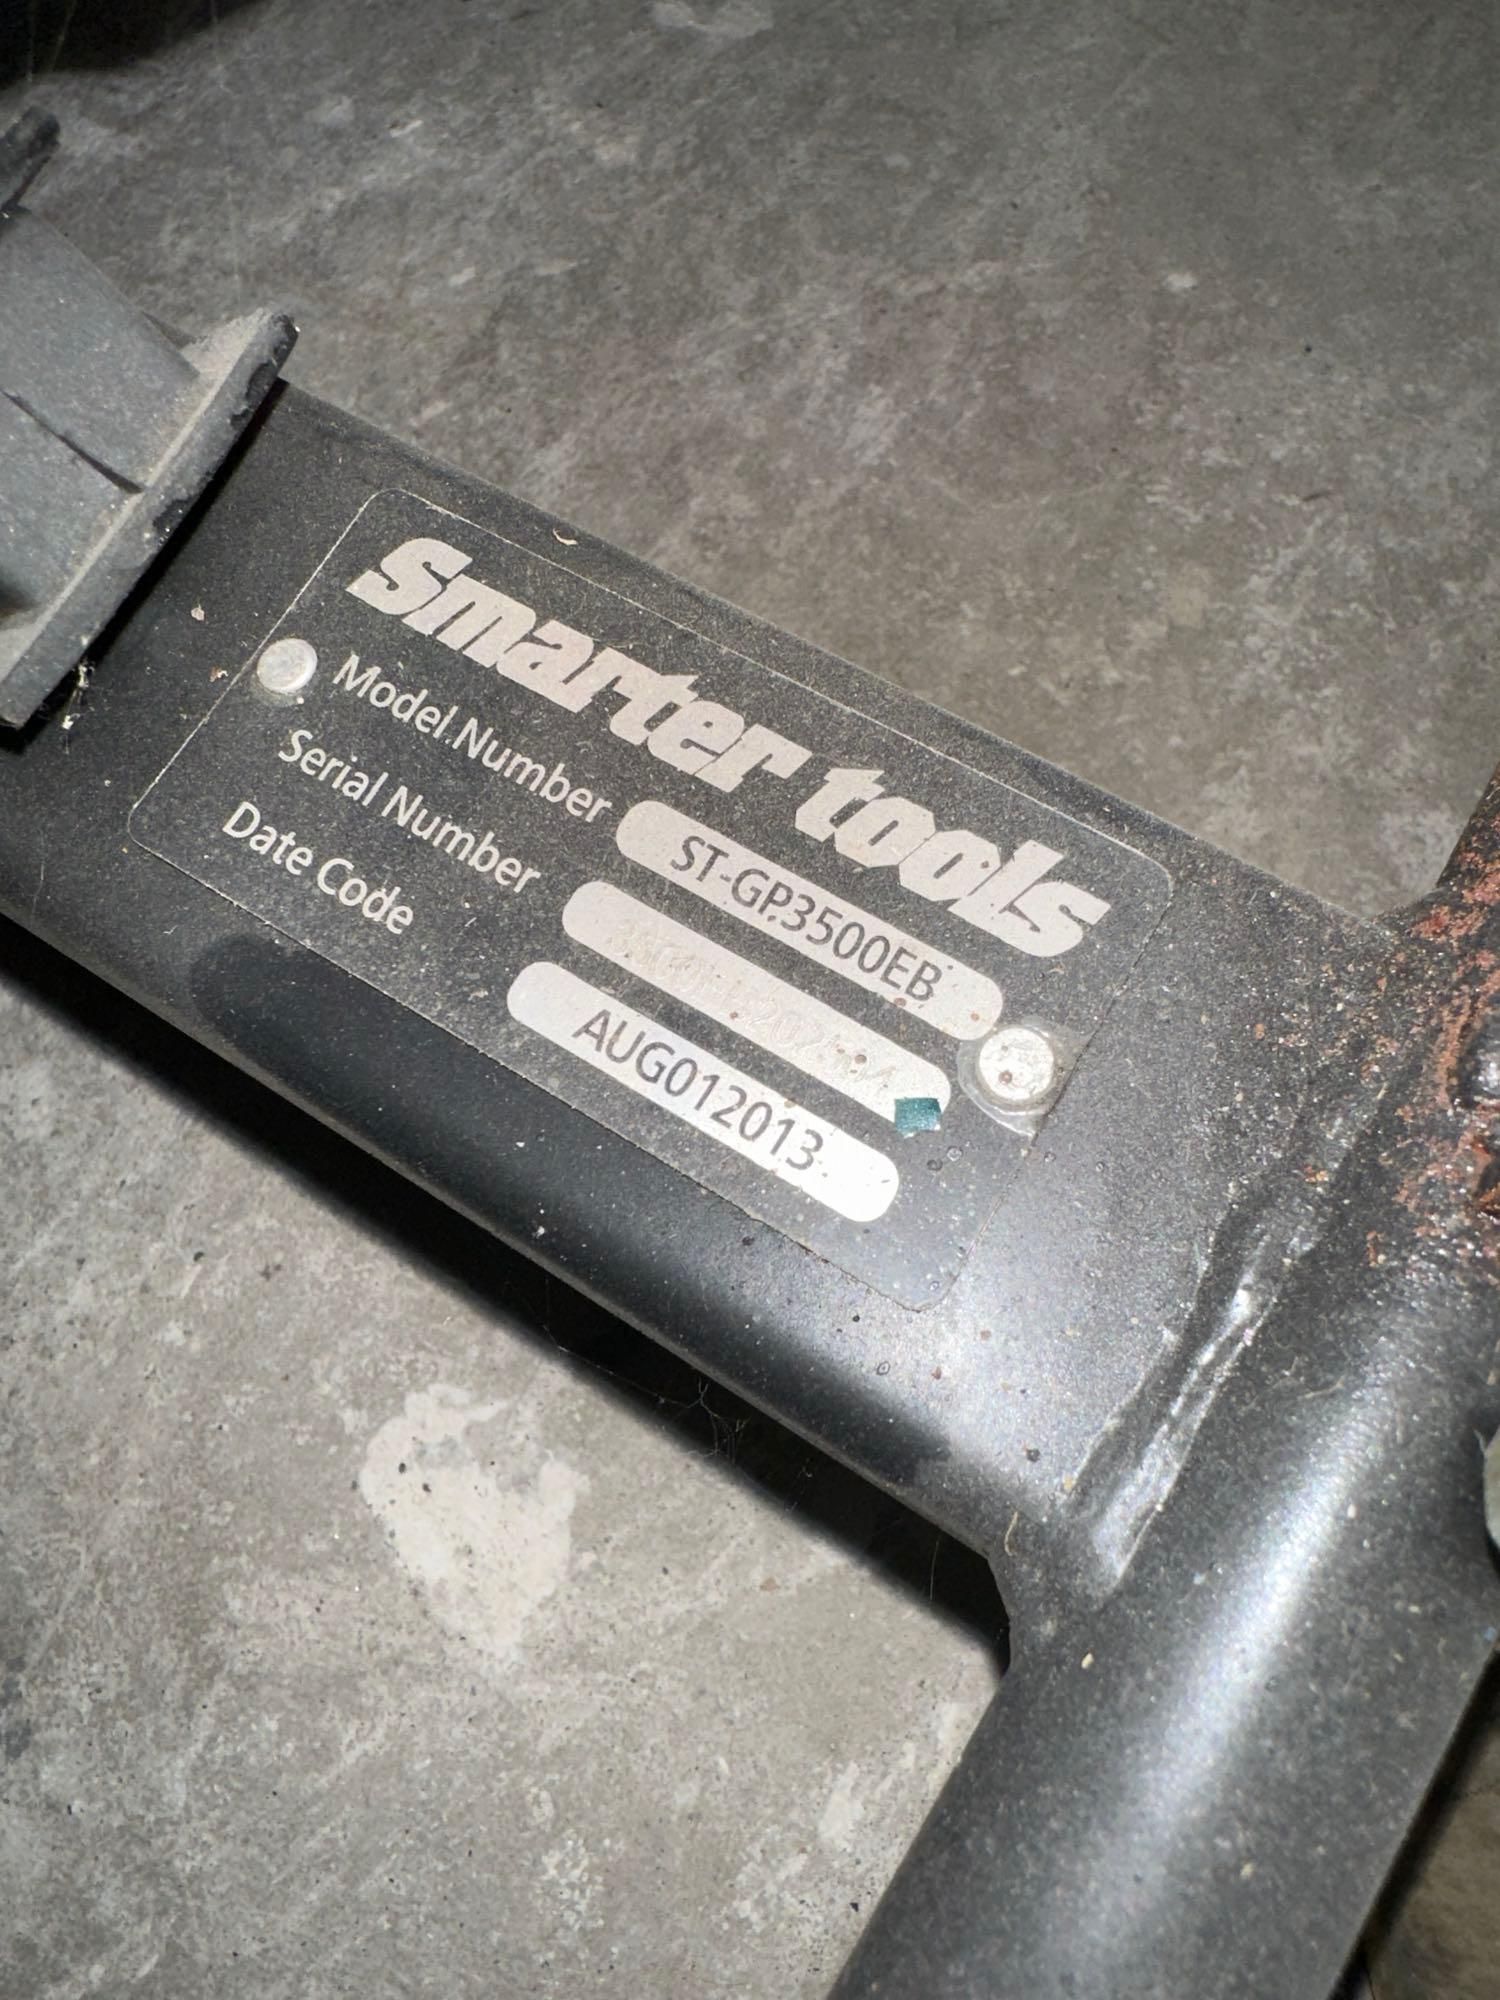 Smarter tools
Model Number ST-GP3500EB
Serial Number
Date Code AUG012013